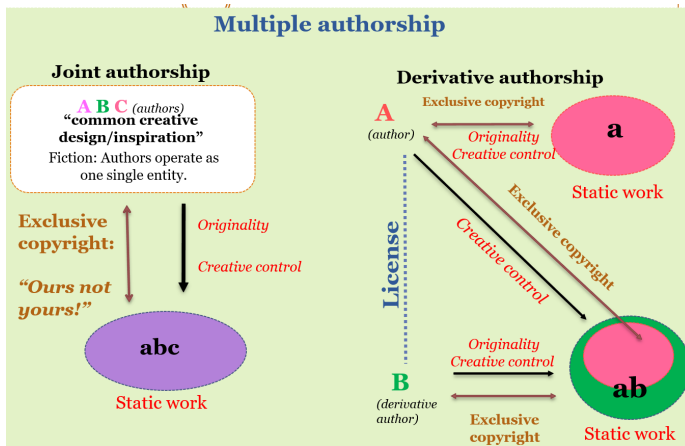 Multiple authorship
Joint authorship
A B C (authors)
“common creative
design/inspiration”
Fiction: Authors operate as
one single entity.
Exclusive
copyright:
“Ours not
yours!”
Originality
Creative control
abc
Static work
Derivative authorship
A
(author)
Exclusive copyright
Originality
Creative control
a
Static work
License
Creative control
Exclusive copyright
B
(derivative
author)
Originality
Creative control
Exclusive
copyright
ab
Static work